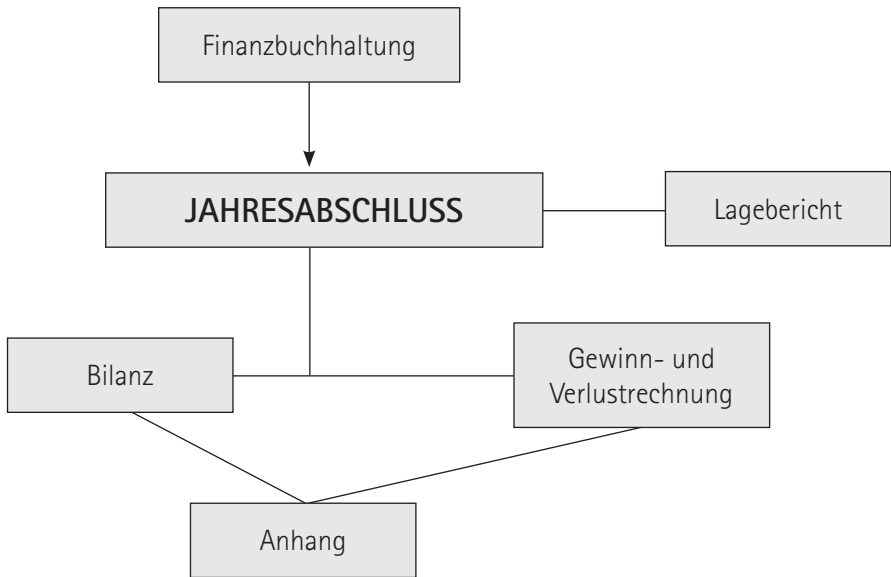 Finanzbuchhaltung
JAHRESABSCHLUSS
Lagebericht
Bilanz
Gewinn- und
Verlustrechnung
Anhang